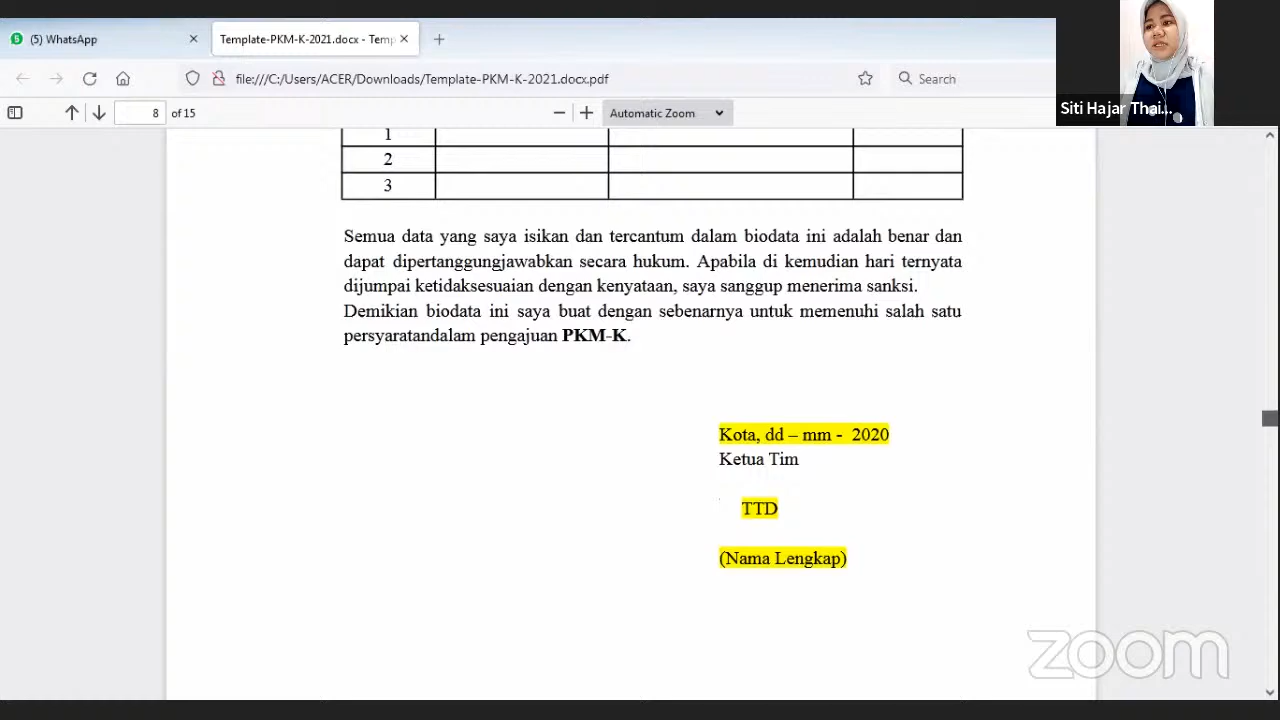 (5) WhatsApp
Template-PKM-K-2021.docx - Temp
file:///C:/Users/ACER/Downloads/Template-PKM-K-2021.docx.pdf
Search
8 of 15
Automatic Zoom
Siti Hajar Thai...
1
2
3
Semua data yang saya isikan dan tercantum dalam biodata ini adalah benar dan
dapat dipertanggungjawabkan secara hukum. Apabila di kemudian hari ternyata
dijumpai ketidaksesuaian dengan kenyataan, saya sanggup menerima sanksi.
Demikian biodata ini saya buat dengan sebenarnya untuk memenuhi salah satu
persyaratandalam pengajuan PKM-K.
Kota, dd – mm - 2020
Ketua Tim
TTD
(Nama Lengkap)
zoom